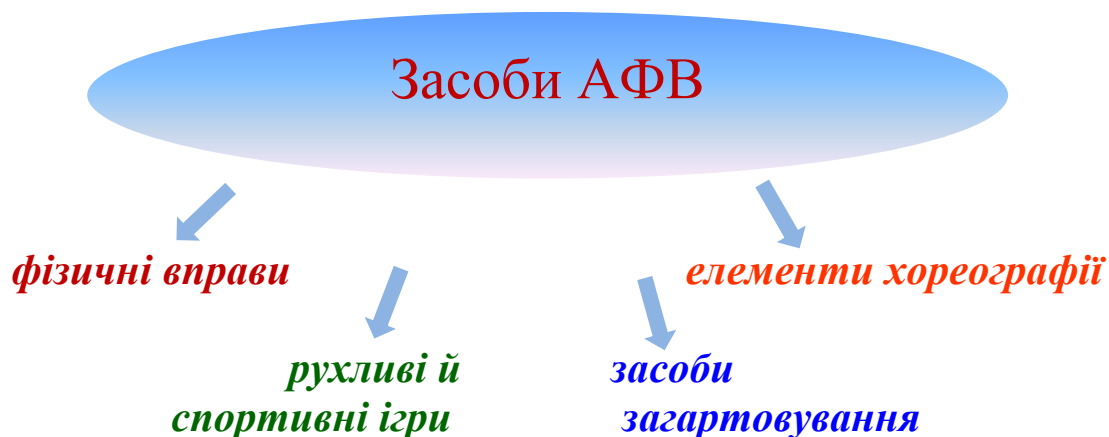 Засоби АФВ
фізичні вправи
елементи хореографії
рухливі й
спортивні ігри
засоби
загартовування